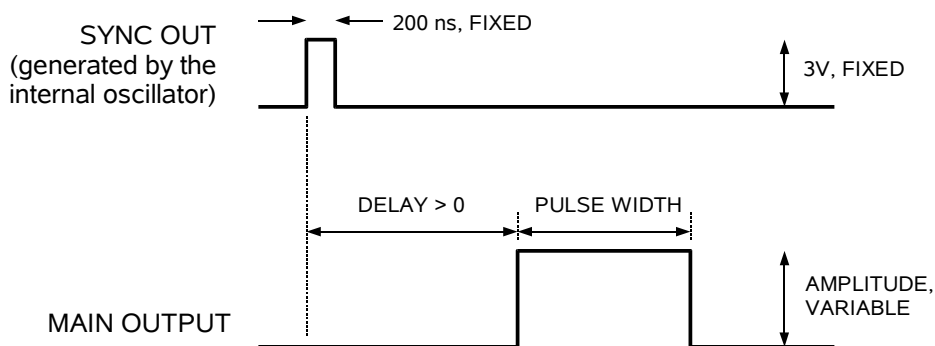 200 ns, FIXED
SYNC OUT
(generated by the
internal oscillator)
3V, FIXED
DELAY > 0
PULSE WIDTH
AMPLITUDE,
VARIABLE
MAIN OUTPUT